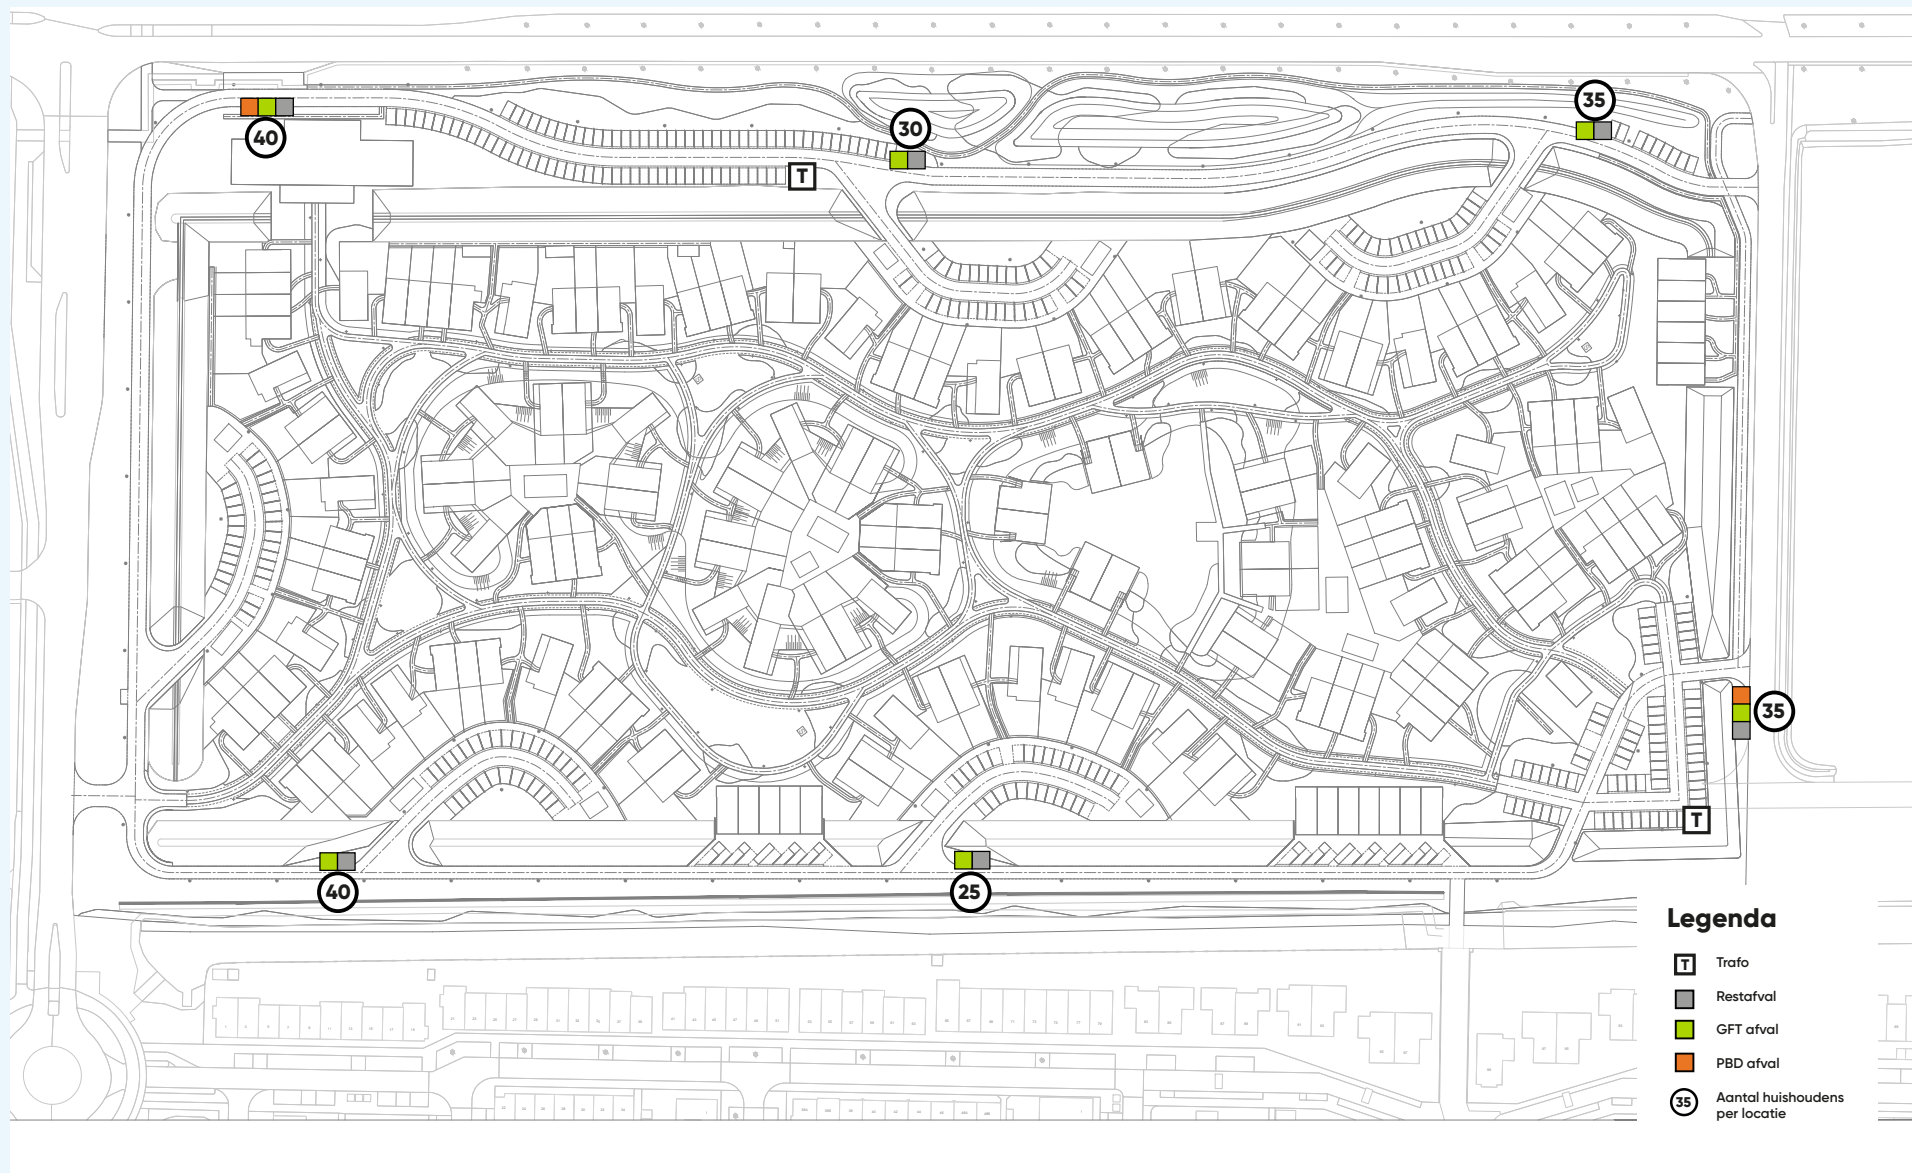 35
30
40
T
35
T
40
25
Legenda
T Trafo
Restafval
GFT afval
PBD afval
35 Aantal huishoudens
per locatie